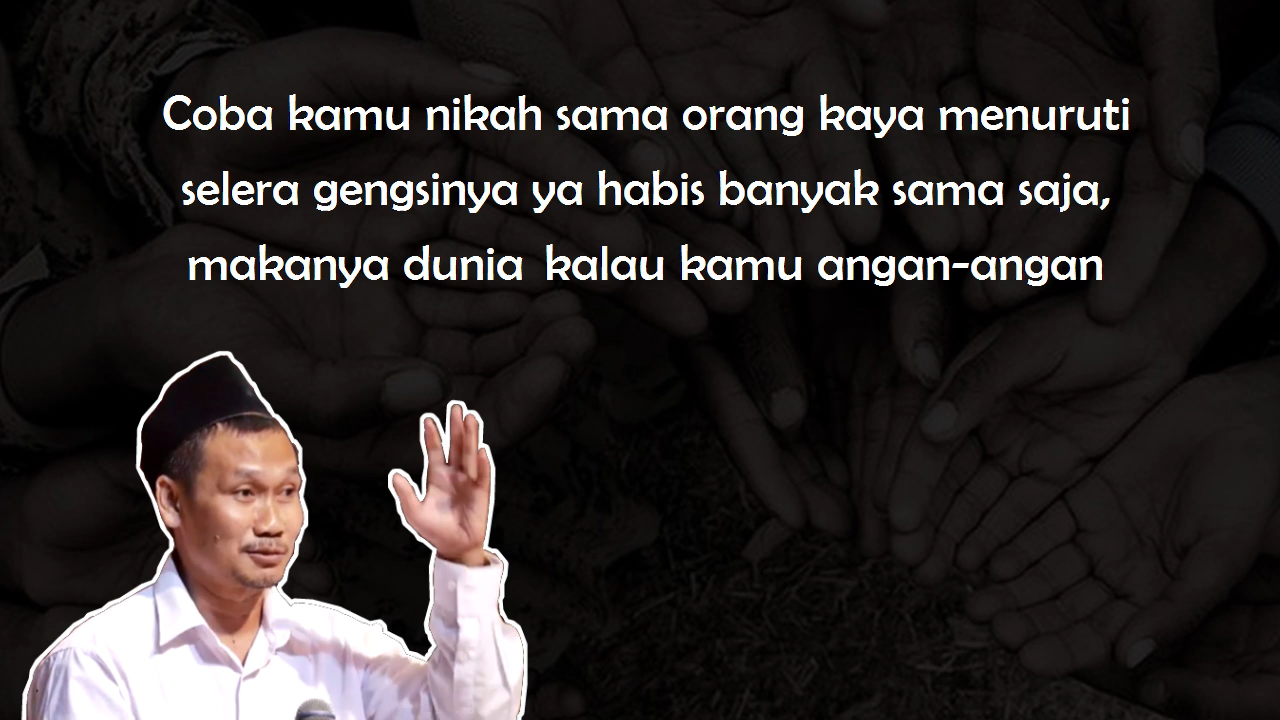 Coba kamu nikah sama orang kaya menuruti
selera gengsinya ya habis banyak sama saja,
makanya dunia kalau kamu angan-angan